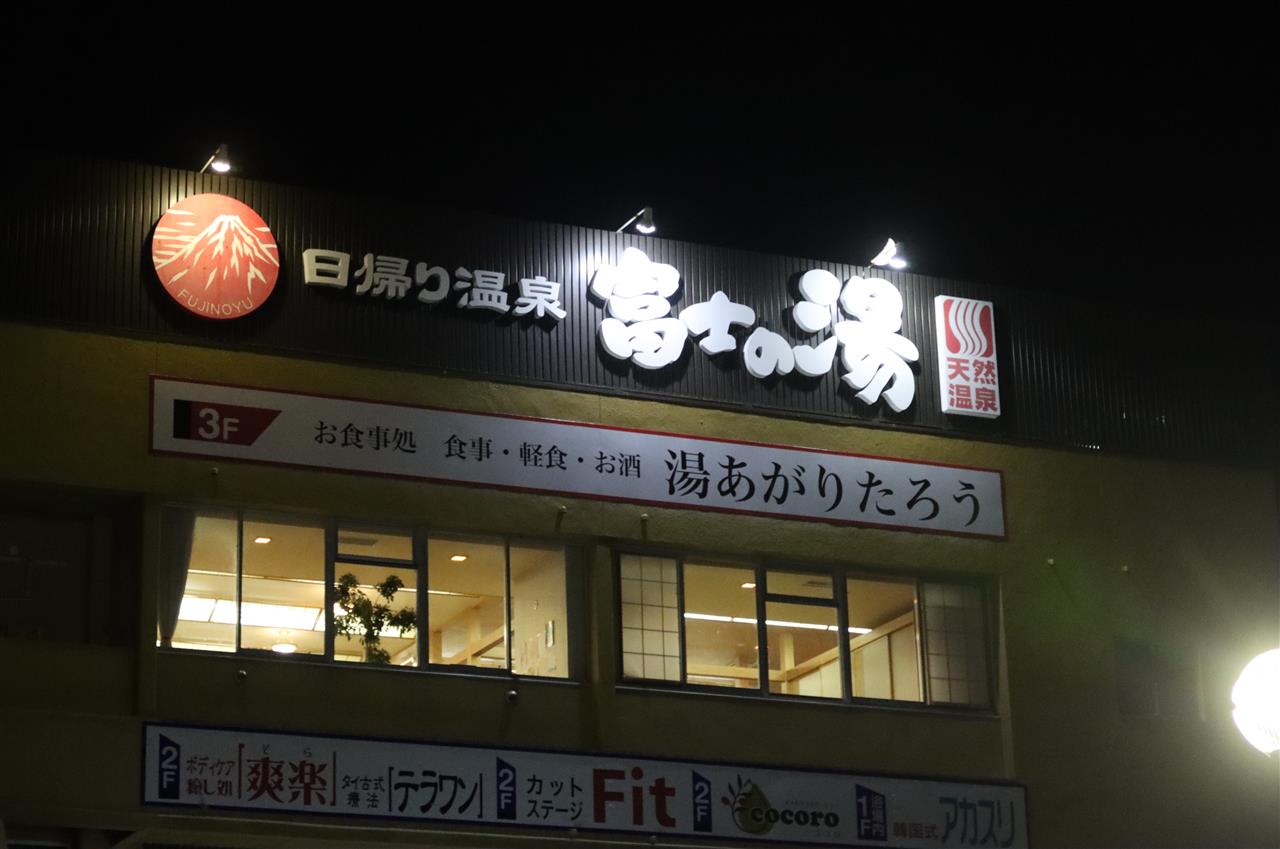 FUJINOYU
日帰り温泉 富士の湯
天然
温泉
3F お食事処 食事・軽食・お酒 湯あがりたろう
2F
ボディケア
癒し処
「爽楽」
タイ古式
療法
「テラワン」
2F
カット
ステージ
Fit
2F
cocoro
1F
韓国式
アカスリ